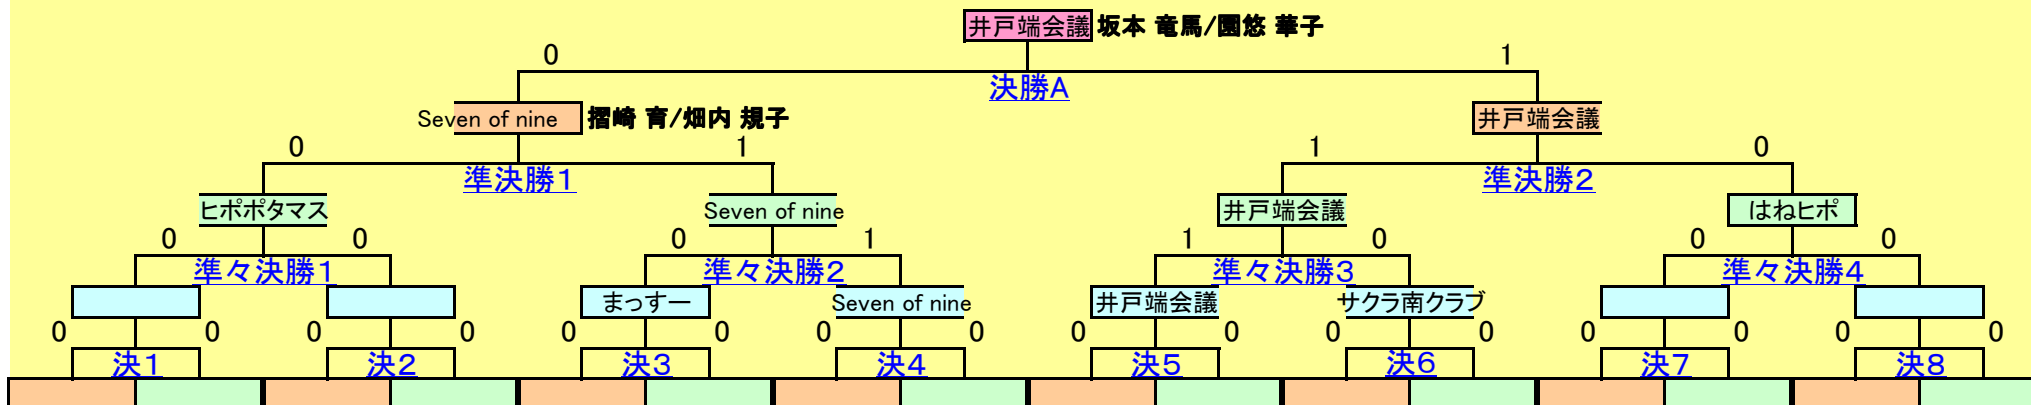 井戸端会議 坂本 竜馬/園悠 華子
0 1
決勝A
Seven of nine 摺崎 育/畑内 規子 井戸端会議
0 1 1 0
準決勝1 準決勝2
ヒポポタマス Seven of nine 井戸端会議 はねヒポ
0 0 0 1 1 0 0 0
準々決勝1 準々決勝2 準々決勝3 準々決勝4
まっすー Seven of nine 井戸端会議 サクラ南クラブ
0 0 0 0 0 0 0 0 0 0 0 0 0 0 0 0
決1 決2 決3 決4 決5 決6 決7 決8